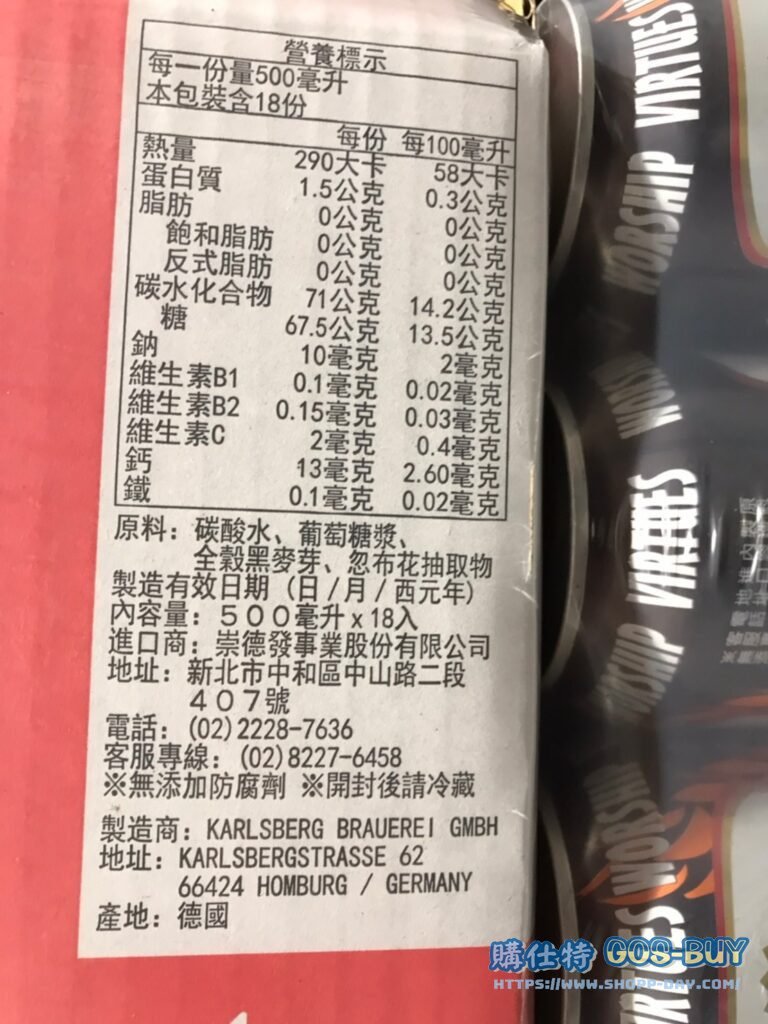 營養標示
每一份量500毫升
本包裝含18份
每份 每100毫升
熱量 290大卡 58大卡
蛋白質 1.5公克 0.3公克
脂肪 0公克 0公克
飽和脂肪 0公克 0公克
反式脂肪 0公克 0公克
碳水化合物 71公克 14.2公克
糖 67.5公克 13.5公克
鈉 10毫克 2毫克
維生素B1 0.1毫克 0.02毫克
維生素B2 0.15毫克 0.03毫克
維生素C 2毫克 0.4毫克
鈣 13毫克 2.60毫克
鐵 0.1毫克 0.02毫克
原料：碳酸水、葡萄糖漿、
全穀黑麥芽、忽布花抽取物
製造有效日期 (日/月/西元年)
內容量：５００毫升x18入
進口商：崇德發事業股份有限公司
地址：新北市中和區中山路二段
４０７號
電話：(02)2228-7636
客服專線：(02)8227-6458
※無添加防腐劑 ※開封後請冷藏
製造商：KARLSBERG BRAUEREI GMBH
地址：KARLSBERGSTRASSE 62
66424 HOMBURG / GERMANY
產地：德國
WORSHIP VIRTUES
WORSHIP VIRTUES
WORSHIP VIRTUES
購仕特 GOS-BUY
HTTPS://WWW.SHOPP-DAY.COM/